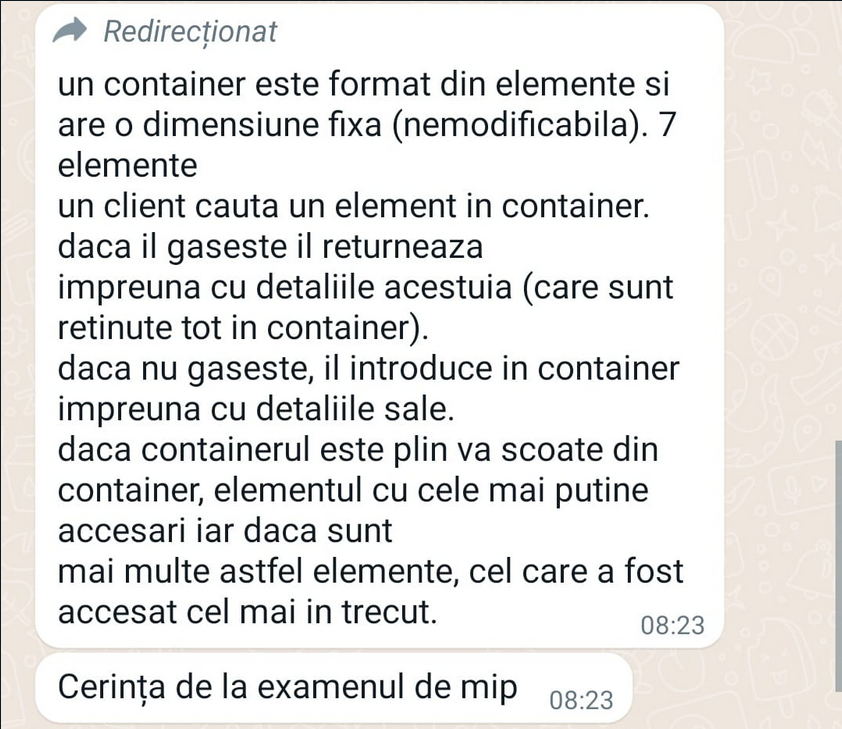 Redirecționat
un container este format din elemente si
are o dimensiune fixa (nemodificabila). 7
elemente
un client cauta un element in container.
daca il gaseste il returneaza
impreuna cu detaliile acestuia (care sunt
retinute tot in container).
daca nu gaseste, il introduce in container
impreuna cu detaliile sale.
daca containerul este plin va scoate din
container, elementul cu cele mai putine
accesari iar daca sunt
mai multe astfel elemente, cel care a fost
accesat cel mai in trecut.
08:23
Cerința de la examenul de mip
08:23